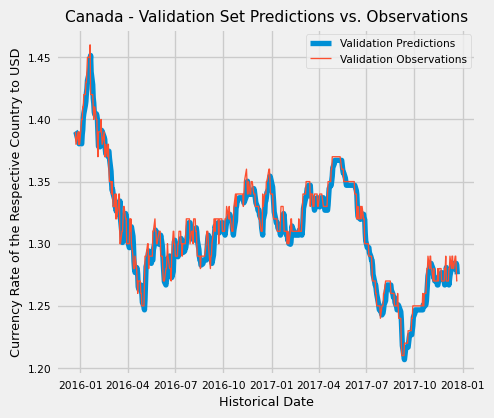 Canada - Validation Set Predictions vs. Observations
Validation Predictions
Validation Observations
Currency Rate of the Respective Country to USD
1.45
1.40
1.35
1.30
1.25
1.20
2016-01 2016-04 2016-07 2016-10 2017-01 2017-04 2017-07 2017-10 2018-01
Historical Date